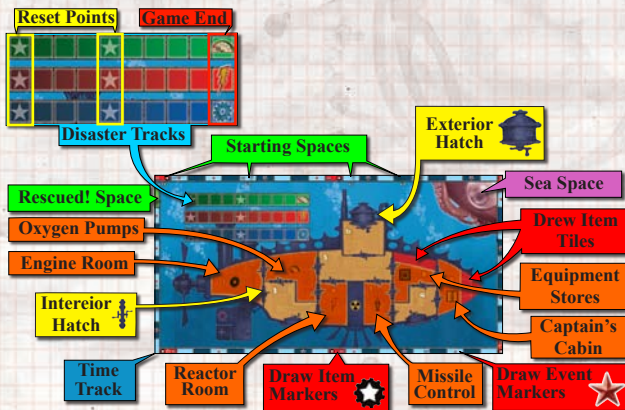 Reset Points
Game End
Disaster Tracks
Starting Spaces
Exterior
Hatch
Rescued! Space
Sea Space
Oxygen Pumps
Drew Item
Tiles
Engine Room
Equipment
Stores
Intereior
Hatch
Captain's
Cabin
Time
Track
Reactor
Room
Draw Item
Markers
Missile
Control
Draw Event
Markers